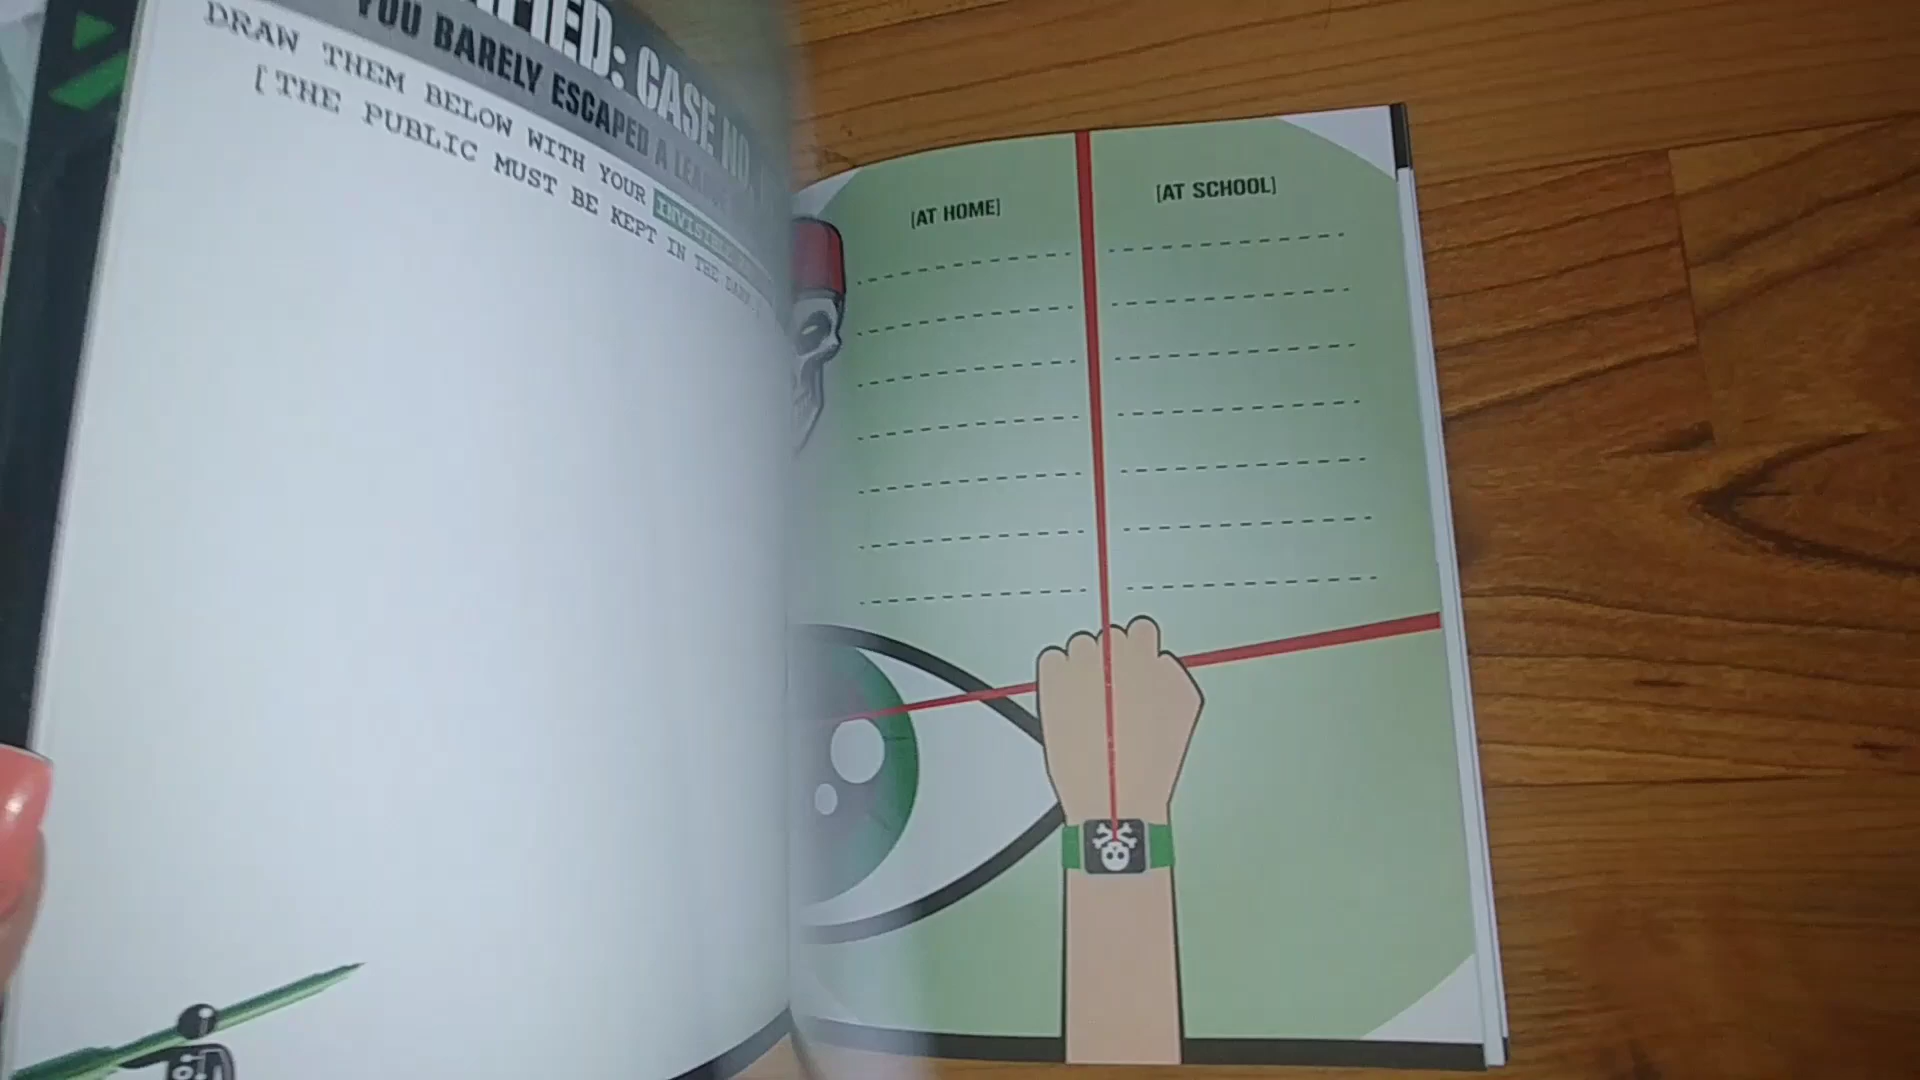 CASE NO.
YOU BARELY ESCAPED A
DRAW THEM BELOW WITH YOUR
[THE PUBLIC MUST BE KEPT IN THE DARK.]
[AT HOME]
[AT SCHOOL]